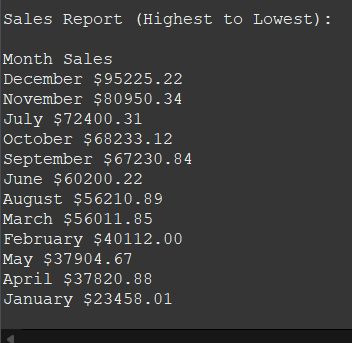 Sales Report (Highest to Lowest):
Month Sales
December $95225.22
November $80950.34
July $72400.31
October $68233.12
September $67230.84
June $60200.22
August $56210.89
March $56011.85
February $40112.00
May $37904.67
April $37820.88
January $23458.01